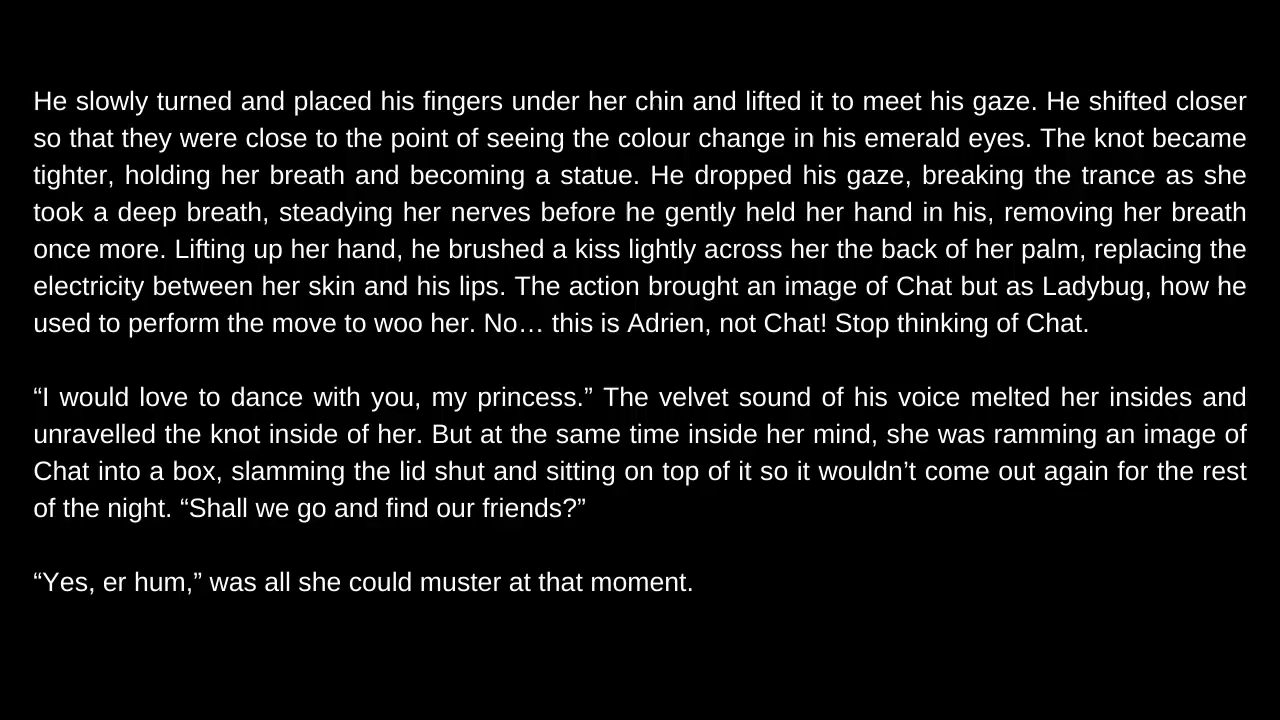 He slowly turned and placed his fingers under her chin and lifted it to meet his gaze. He shifted closer
so that they were close to the point of seeing the colour change in his emerald eyes. The knot became
tighter, holding her breath and becoming a statue. He dropped his gaze, breaking the trance as she
took a deep breath, steadying her nerves before he gently held her hand in his, removing her breath
once more. Lifting up her hand, he brushed a kiss lightly across her the back of her palm, replacing the
electricity between her skin and his lips. The action brought an image of Chat but as Ladybug, how he
used to perform the move to woo her. No… this is Adrien, not Chat! Stop thinking of Chat.
“I would love to dance with you, my princess.” The velvet sound of his voice melted her insides and
unravelled the knot inside of her. But at the same time inside her mind, she was ramming an image of
Chat into a box, slamming the lid shut and sitting on top of it so it wouldn’t come out again for the rest
of the night. “Shall we go and find our friends?”
“Yes, er hum,” was all she could muster at that moment.